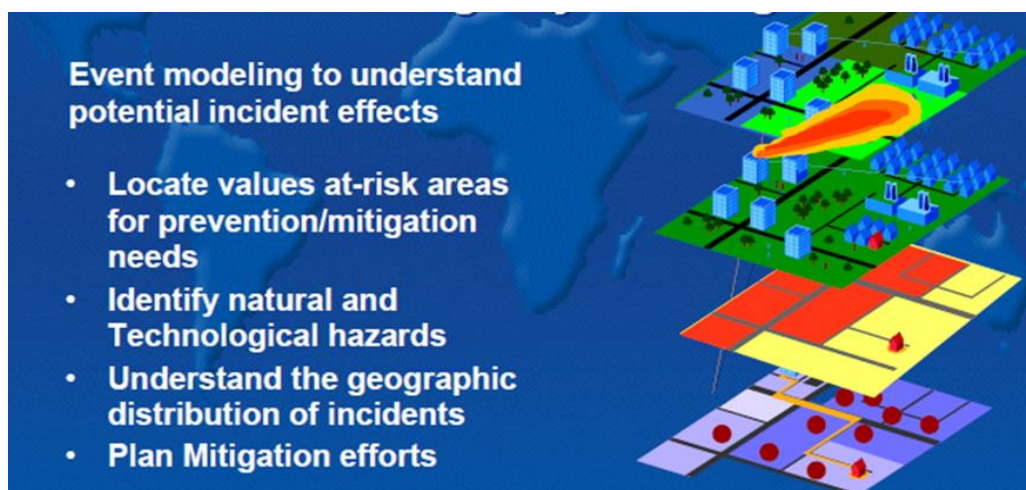 Event modeling to understand
potential incident effects
• Locate values at-risk areas
for prevention/mitigation
needs
• Identify natural and
Technological hazards
• Understand the geographic
distribution of incidents
• Plan Mitigation efforts